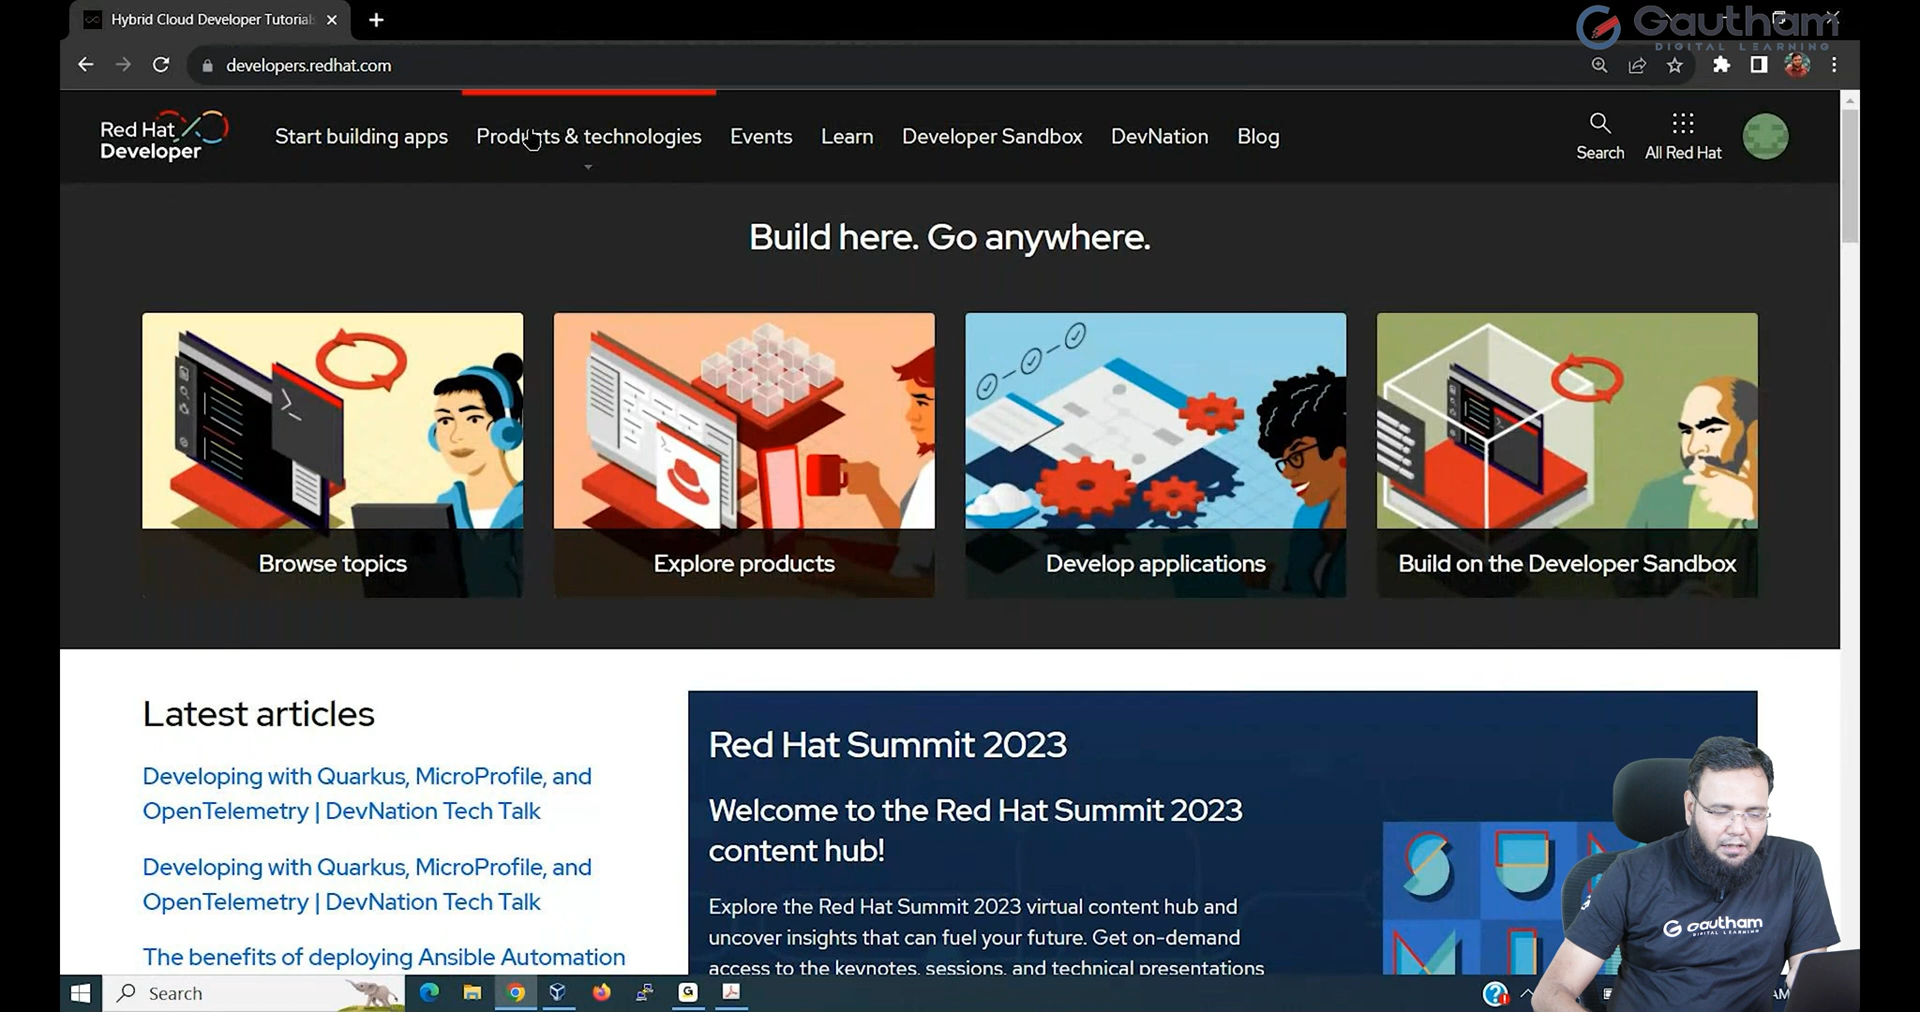 Hybrid Cloud Developer Tutorial
Gautham
DIGITAL LEARNING
developers.redhat.com
Red Hat
Developer
Start building apps
Products & technologies
Events
Learn
Developer Sandbox
DevNation
Blog
Search
All Red Hat
Build here. Go anywhere.
Browse topics
Explore products
Develop applications
Build on the Developer Sandbox
Latest articles
Developing with Quarkus, MicroProfile, and
OpenTelemetry | DevNation Tech Talk
Developing with Quarkus, MicroProfile, and
OpenTelemetry | DevNation Tech Talk
The benefits of deploying Ansible Automation
Red Hat Summit 2023
Welcome to the Red Hat Summit 2023
content hub!
Explore the Red Hat Summit 2023 virtual content hub and
uncover insights that can fuel your future. Get on-demand
access to the keynotes, sessions, and technical presentations
SUM
Gautham
DIGITAL LEARNING
Search
AM